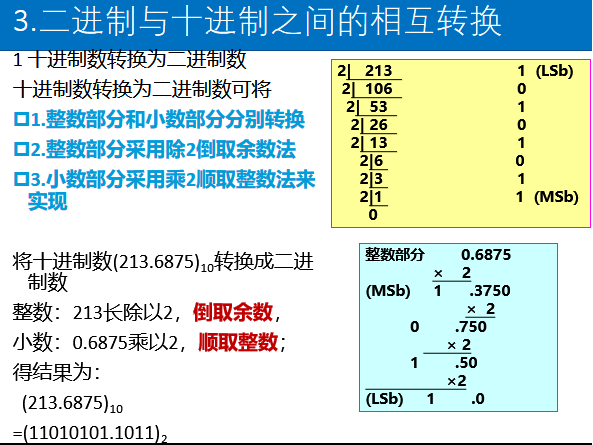 3.二进制与十进制之间的相互转换
1 十进制数转换为二进制数
十进制数转换为二进制数可将
1.整数部分和小数部分分别转换
2.整数部分采用除2倒取余数法
3.小数部分采用乘2顺取整数法来
实现
2 213 1 (LSb)
2 106 0
2 53 1
2 26 0
2 13 1
2 6 0
2 3 1
2 1 1 (MSb)
0
将十进制数(213.6875)10转换成二进
制数
整数：213长除以2，倒取余数，
小数：0.6875乘以2，顺取整数；
得结果为：
(213.6875)10
=(11010101.1011)2
整数部分 0.6875
× 2
(MSb) 1 .3750
× 2
0 .750
× 2
1 .50
×2
(LSb) 1 .0